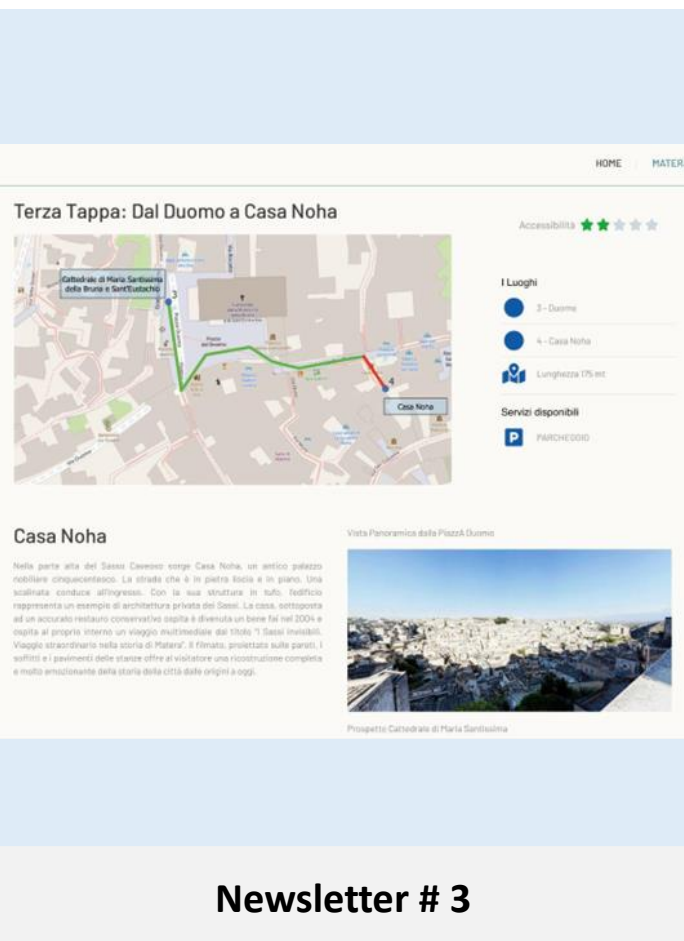 HOME
MATER
Terza Tappa: Dal Duomo a Casa Noha
Accessibilità
Cattedrale di Maria Santissima
della Bruna e Sant'Eustachio
3
Piazza
del Duomo
4
Casa Noha
Via Duomo
I Luoghi
3 - Duomo
4 - Casa Noha
Lunghezza 175 mt
Servizi disponibili
P
PARCHEGGIO
Casa Noha
Nella parte alta del Sasso Caveoso sorge Casa Noha, un antico palazzo
nobiliare cinquecentesco. La strada che è in pietra liscia e in piano. Una
scalinata conduce all'ingresso. Con la sua struttura in tufo, l'edificio
rappresenta un esempio di architettura privata dei Sassi. La casa, sottoposta
ad un accurato restauro conservativo ospita è divenuta un bene fai nel 2004 e
ospita al proprio interno un viaggio multimediale dal titolo "I Sassi invisibili.
Viaggio straordinario nella storia di Matera". Il filmato, proiettato sulle pareti, i
soffitti e i pavimenti delle stanze offre al visitatore una ricostruzione completa
e molto emozionante della storia della città dalle origini a oggi.
Vista Panoramica dalla PiazzA Duomo
Prospetto Cattedrale di Maria Santissima
Newsletter # 3